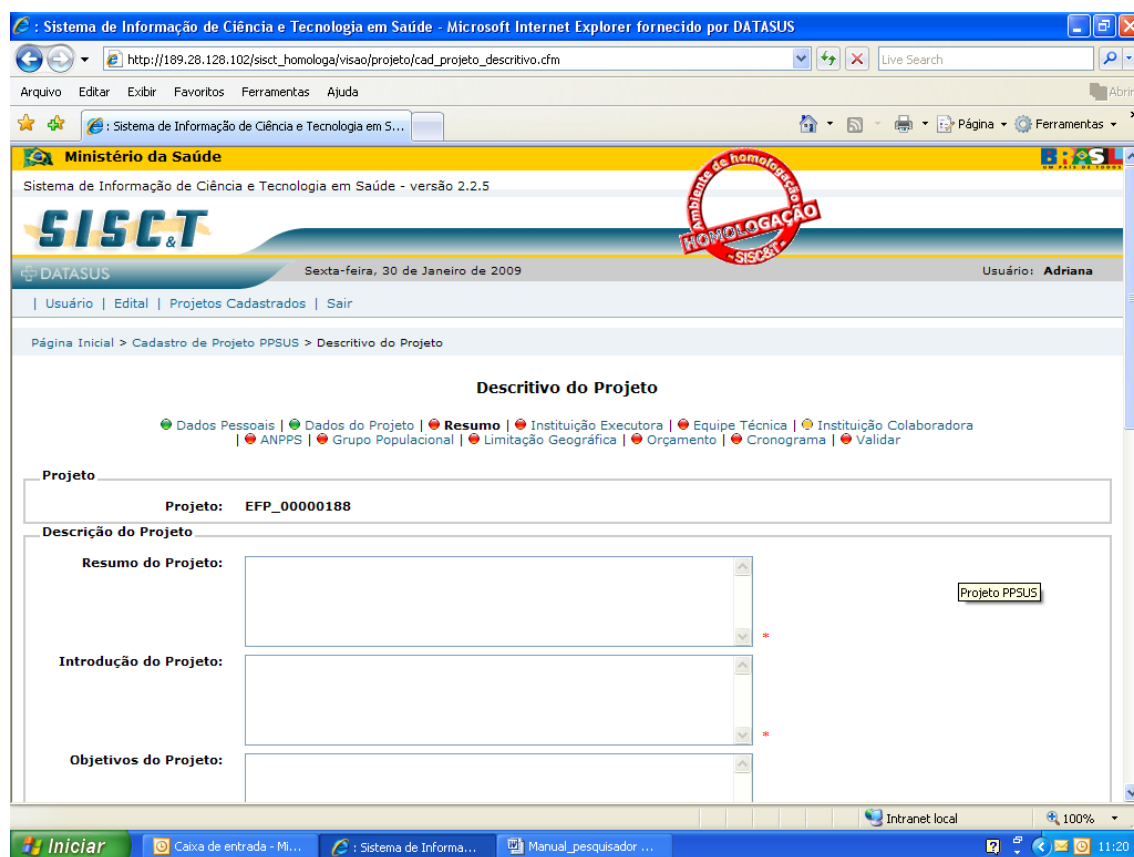 : Sistema de Informação de Ciência e Tecnologia em Saúde - Microsoft Internet Explorer fornecido por DATASUS
http://189.28.128.102/sisct_homologa/visao/projeto/cad_projeto_descritivo.cfm
Live Search
Arquivo Editar Exibir Favoritos Ferramentas Ajuda
Abrir
: Sistema de Informação de Ciência e Tecnologia em S...
Página Ferramentas
Ministério da Saúde
BRASIL
UM PAÍS DE TODOS
Sistema de Informação de Ciência e Tecnologia em Saúde - versão 2.2.5
Ambiente de homologação
HOMOLOGAÇÃO
-SISC&T-
SISC&T
DATASUS
Sexta-feira, 30 de Janeiro de 2009
Usuário: Adriana
| Usuário | Edital | Projetos Cadastrados | Sair
Página Inicial > Cadastro de Projeto PPSUS > Descritivo do Projeto
Descritivo do Projeto
Dados Pessoais | Dados do Projeto | Resumo | Instituição Executora | Equipe Técnica | Instituição Colaboradora
| ANPPS | Grupo Populacional | Limitação Geográfica | Orçamento | Cronograma | Validar
Projeto
Projeto: EFP_00000188
Descrição do Projeto
Resumo do Projeto:
*
Projeto PPSUS
Introdução do Projeto:
*
Objetivos do Projeto:
Intranet local
100%
Iniciar
Caixa de entrada - Mi...
: Sistema de Informa...
Manual_pesquisador ...
11:20